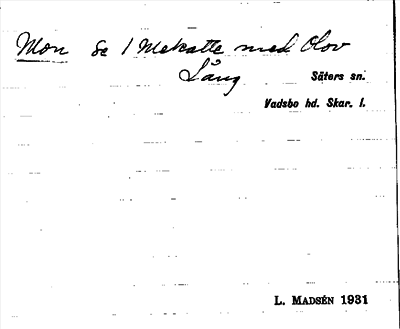 Mon Se 1 Mekatte med Olov
Lång
Säters sn.
Vadsbo hd. Skar. l.
L. MADSÉN 1931